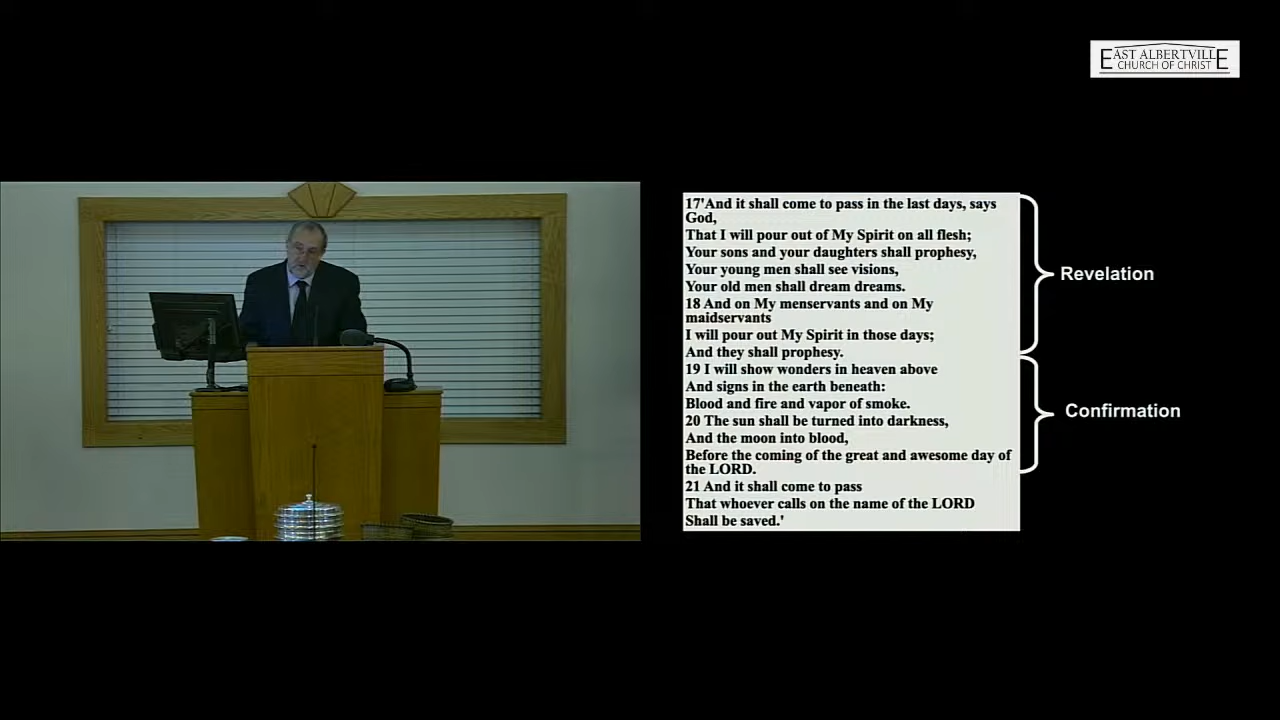 EAST ALBERTVILLE
CHURCH OF CHRIST
17'And it shall come to pass in the last days, says
God,
That I will pour out of My Spirit on all flesh;
Your sons and your daughters shall prophesy,
Your young men shall see visions,
Your old men shall dream dreams.
18 And on My menservants and on My
maidservants
I will pour out My Spirit in those days;
And they shall prophesy.
19 I will show wonders in heaven above
And signs in the earth beneath:
Blood and fire and vapor of smoke.
20 The sun shall be turned into darkness,
And the moon into blood,
Before the coming of the great and awesome day of
the LORD.
21 And it shall come to pass
That whoever calls on the name of the LORD
Shall be saved.'
Revelation
Confirmation